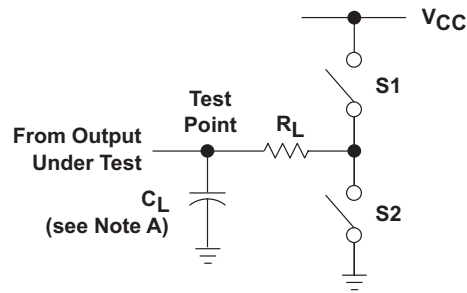 VCC
S1
Test
Point
RL
From Output
Under Test
CL
(see Note A)
S2